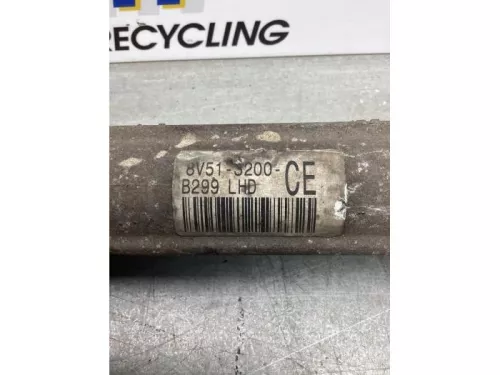 RECYCLING
8V51-3200-
B299 LHD CE